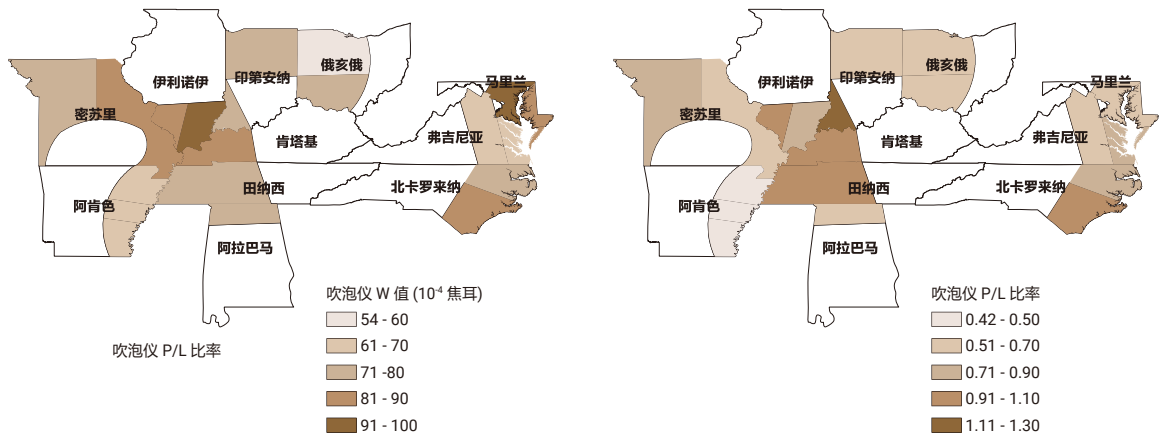 伊利诺伊
印第安纳
俄亥俄
马里兰
密苏里
肯塔基
弗吉尼亚
田纳西
北卡罗来纳
阿肯色
阿拉巴马
吹泡仪 W 值 (10⁻⁴ 焦耳)
54 - 60
61 - 70
71 -80
81 - 90
91 - 100
吹泡仪 P/L 比率
伊利诺伊
印第安纳
俄亥俄
马里兰
密苏里
肯塔基
弗吉尼亚
田纳西
北卡罗来纳
阿肯色
阿拉巴马
吹泡仪 P/L 比率
0.42 - 0.50
0.51 - 0.70
0.71 - 0.90
0.91 - 1.10
1.11 - 1.30